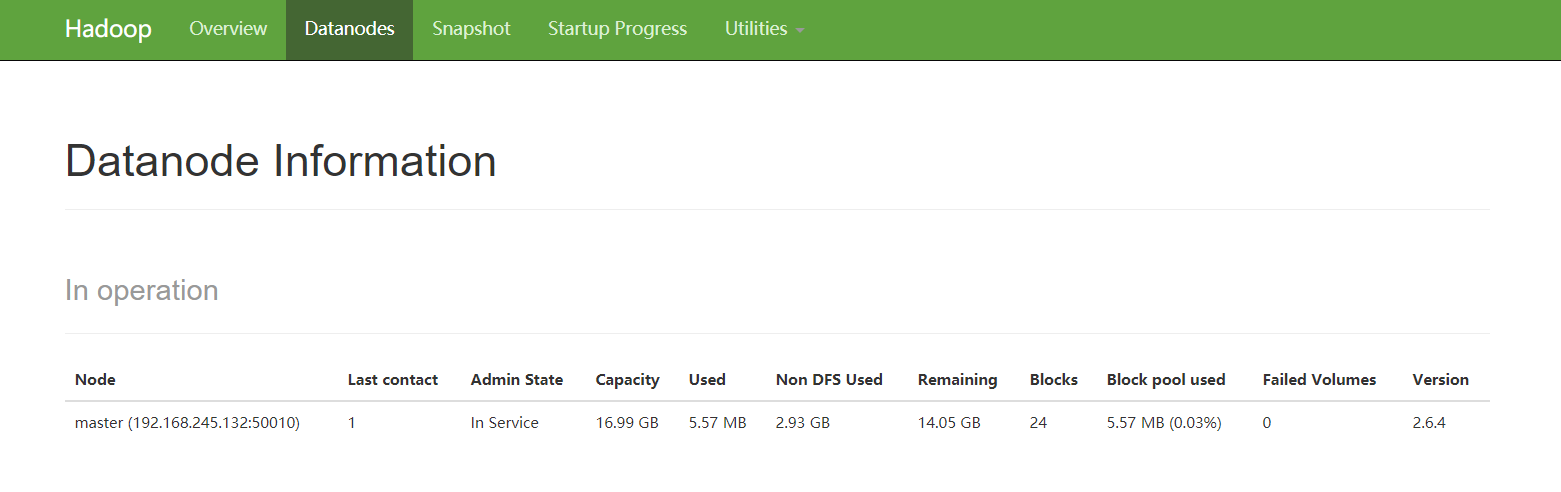 Hadoop Overview Datanodes Snapshot Startup Progress Utilities
Datanode Information
In operation
Node Last contact Admin State Capacity Used Non DFS Used Remaining Blocks Block pool used Failed Volumes Version
master (192.168.245.132:50010) 1 In Service 16.99 GB 5.57 MB 2.93 GB 14.05 GB 24 5.57 MB (0.03%) 0 2.6.4